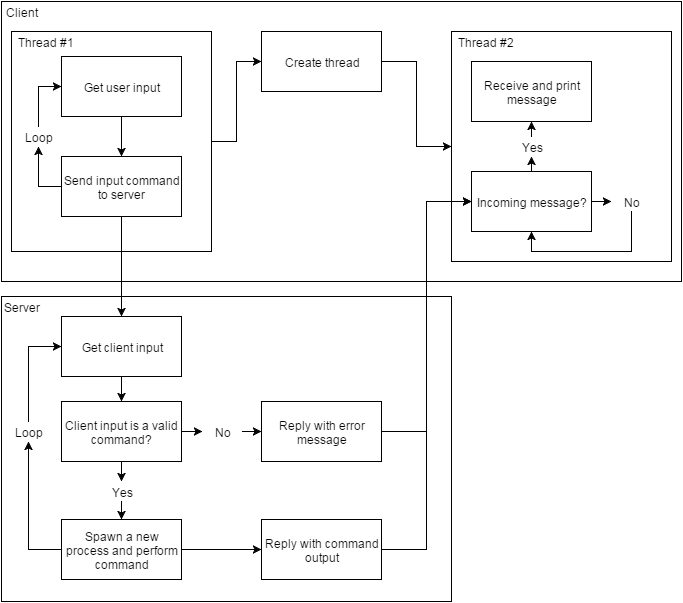 Client
Thread #1
Get user input
Loop
Send input command
to server
Create thread
Thread #2
Receive and print
message
Yes
Incoming message?
No
Server
Get client input
Loop
Client input is a valid
command?
No
Reply with error
message
Yes
Spawn a new
process and perform
command
Reply with command
output